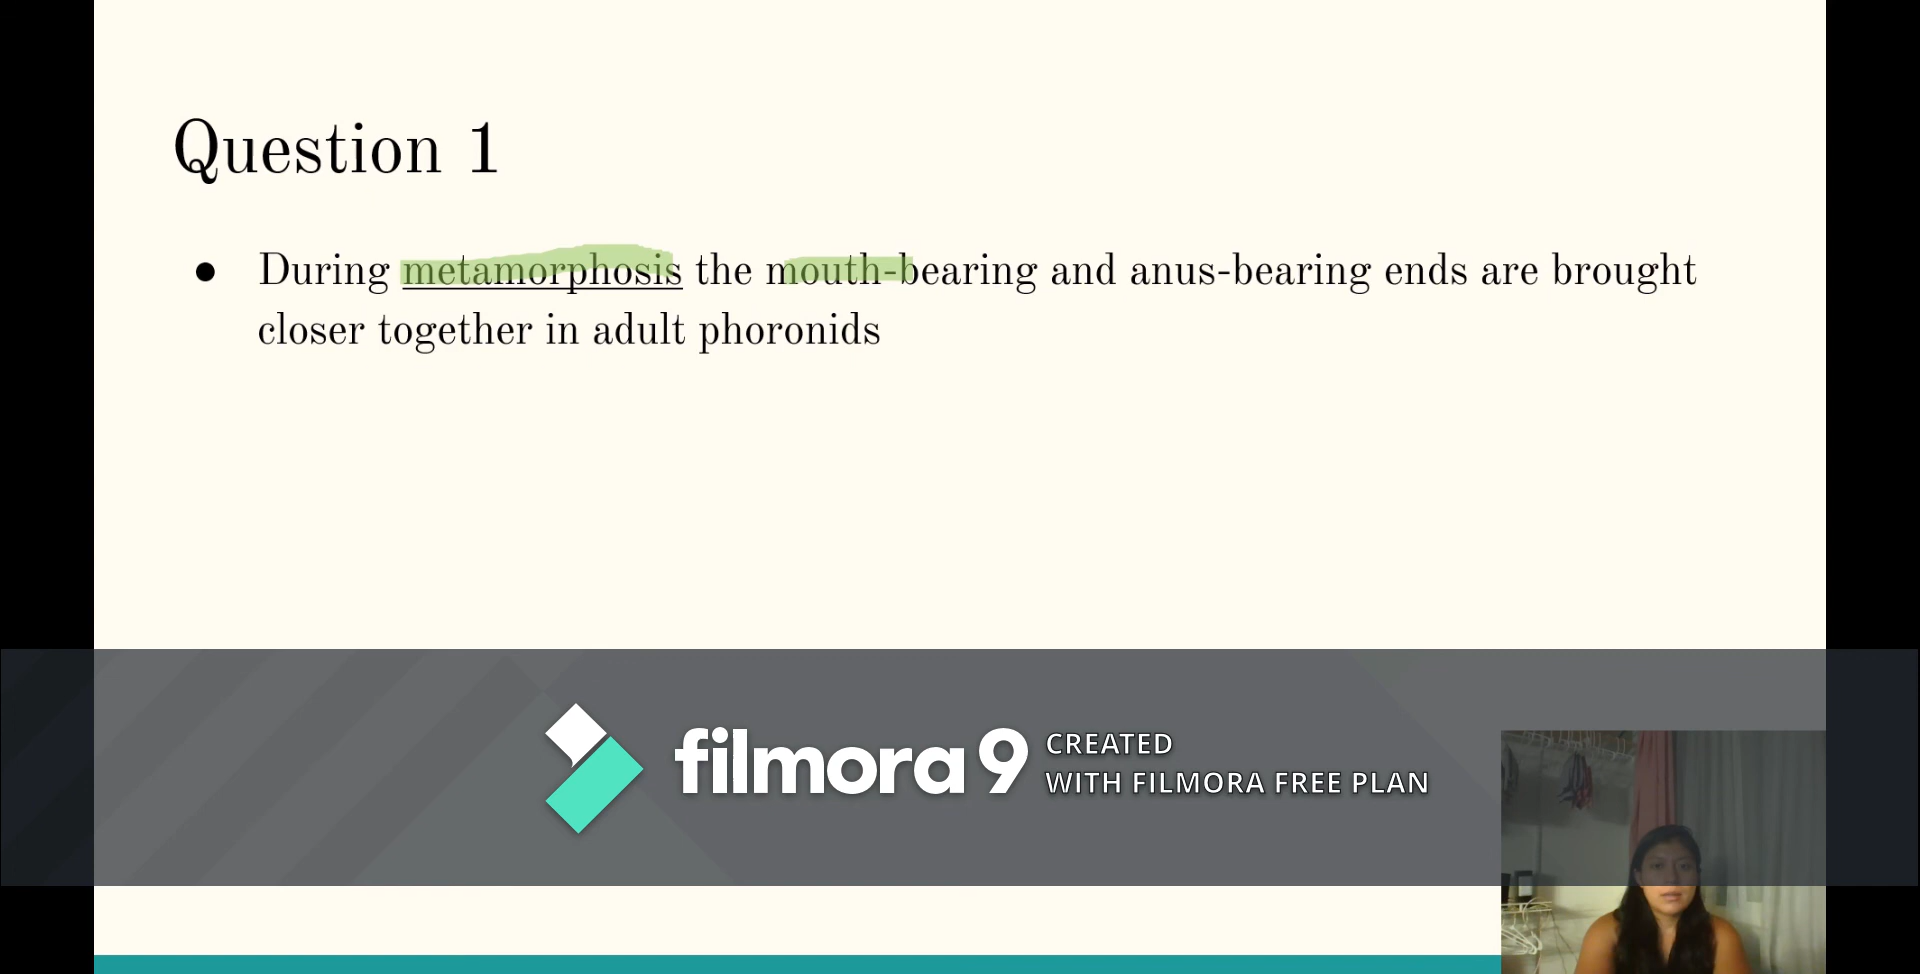 Question 1
● During metamorphosis the mouth-bearing and anus-bearing ends are brought
closer together in adult phoronids
filmora 9 CREATED
WITH FILMORA FREE PLAN